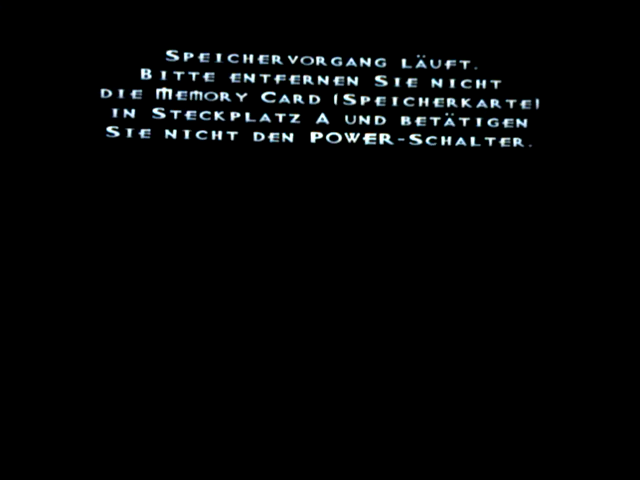 Speichervorgang läuft.
Bitte entfernen Sie nicht
die Memory Card (Speicherkarte)
in Steckplatz A und betätigen
Sie nicht den POWER-Schalter.